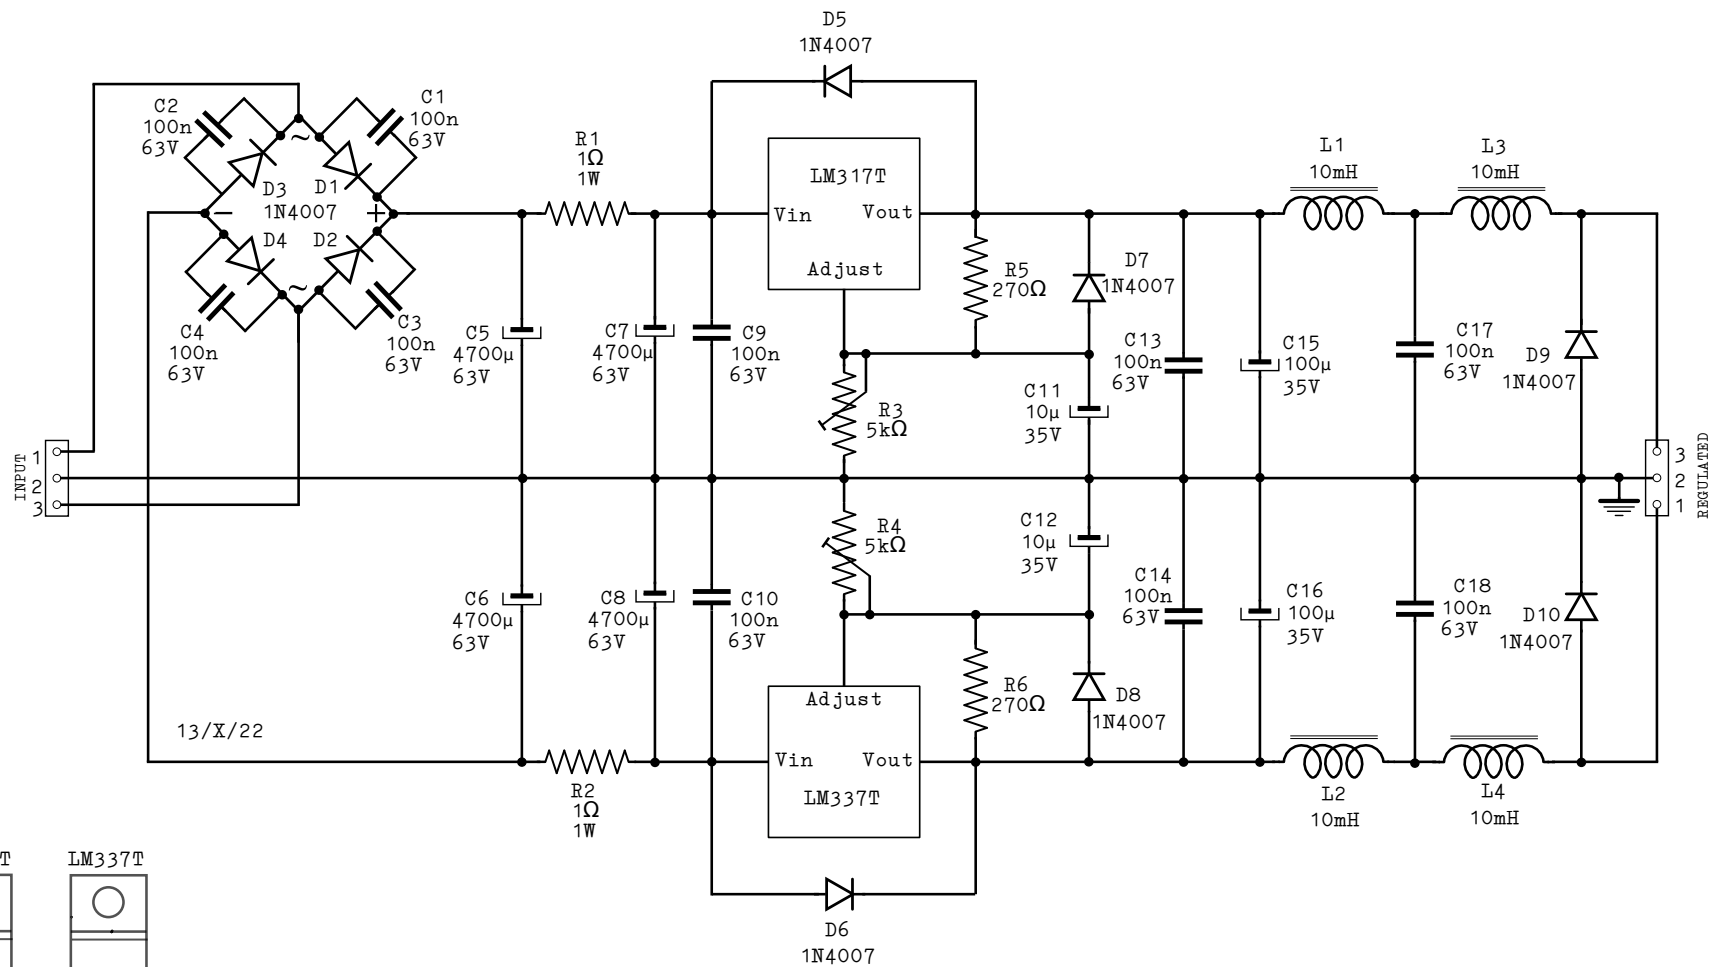 D5
1N4007
C2
100n
63V
C1
100n
63V
~
D3
D1
1N4007
−
+
D4
D2
~
C4
100n
63V
C3
100n
63V
R1
1Ω
1W
LM317T
Vin
Vout
Adjust
L1
10mH
L3
10mH
R5
270Ω
D7
1N4007
C5
4700µ
63V
C7
4700µ
63V
C9
100n
63V
C13
100n
63V
C15
100µ
35V
C17
100n
63V
D9
1N4007
C11
10µ
35V
R3
5kΩ
INPUT
1
2
3
REGULATED
3
2
1
R4
5kΩ
C12
10µ
35V
C6
4700µ
63V
C8
4700µ
63V
C10
100n
63V
C14
100n
63V
C16
100µ
35V
C18
100n
63V
D10
1N4007
R6
270Ω
D8
1N4007
Adjust
Vin
Vout
LM337T
13/X/22
R2
1Ω
1W
L2
10mH
L4
10mH
T
LM337T
D6
1N4007